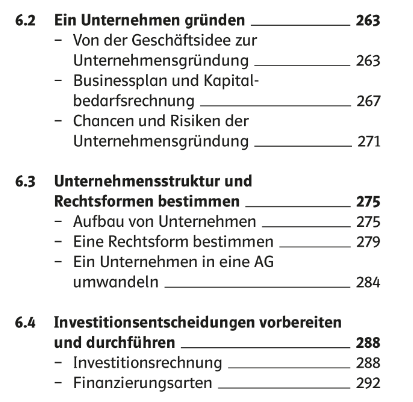 6.2 Ein Unternehmen gründen 263
– Von der Geschäftsidee zur
Unternehmensgründung 263
– Businessplan und Kapital-
bedarfsrechnung 267
– Chancen und Risiken der
Unternehmensgründung 271
6.3 Unternehmensstruktur und
Rechtsformen bestimmen 275
– Aufbau von Unternehmen 275
– Eine Rechtsform bestimmen 279
– Ein Unternehmen in eine AG
umwandeln 284
6.4 Investitionsentscheidungen vorbereiten
und durchführen 288
– Investitionsrechnung 288
– Finanzierungsarten 292